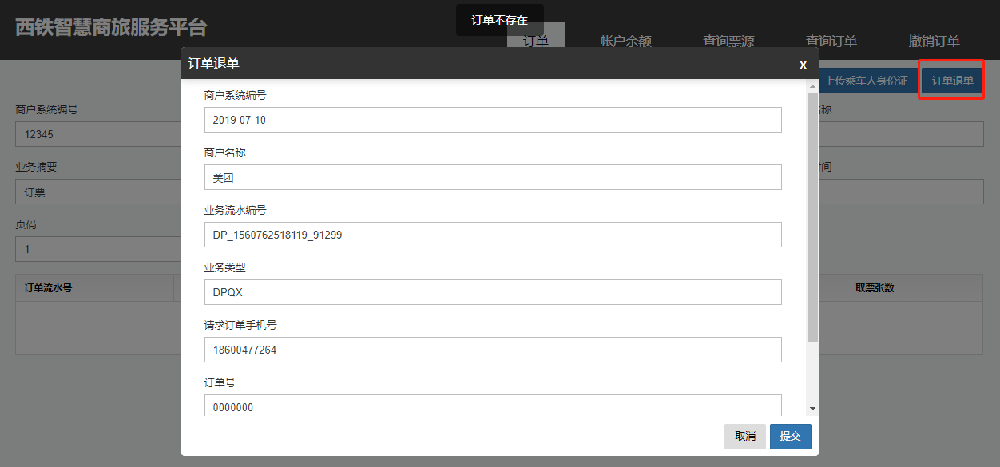 西铁智慧商旅服务平台
订单不存在
订单
帐户余额
查询票源
查询订单
撤销订单
订单退单
X
上传乘车人身份证
订单退单
商户系统编号
12345
业务摘要
订票
页码
1
订单流水号
商户系统编号
2019-07-10
商户名称
美团
业务流水编号
DP_1560762518119_91299
业务类型
DPQX
请求订单手机号
18600477264
订单号
0000000
称
间
取票张数
取消
提交